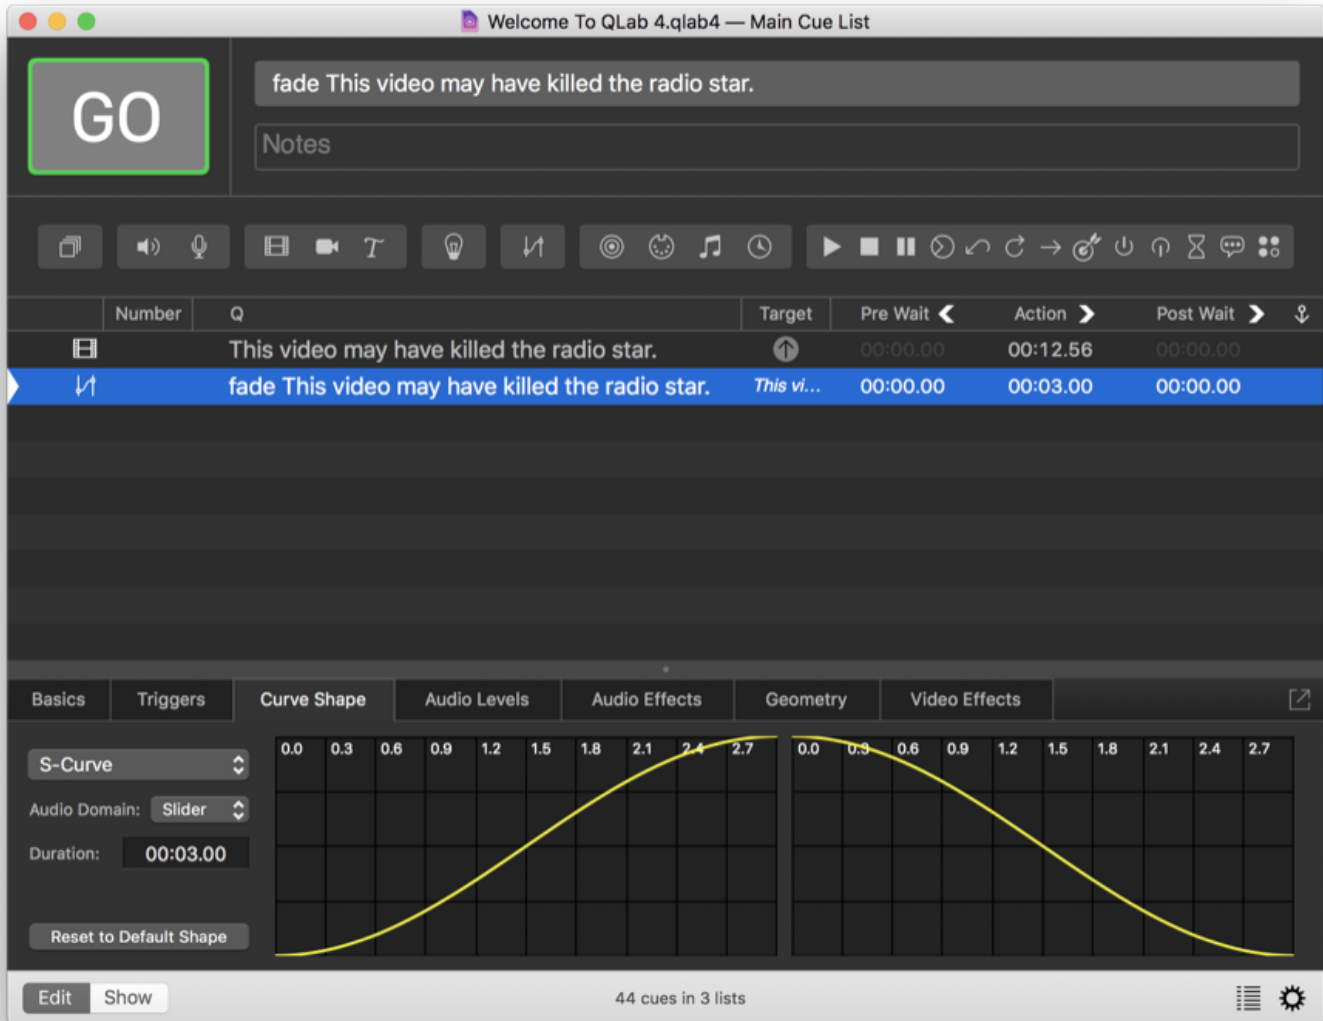 Welcome To QLab 4.qlab4 — Main Cue List
GO
fade This video may have killed the radio star.
Notes
Number Q Target Pre Wait Action Post Wait
This video may have killed the radio star. 00:00.00 00:12.56 00:00.00
fade This video may have killed the radio star. This vi... 00:00.00 00:03.00 00:00.00
Basics Triggers Curve Shape Audio Levels Audio Effects Geometry Video Effects
S-Curve
0.0 0.3 0.6 0.9 1.2 1.5 1.8 2.1 2.4 2.7 0.0 0.3 0.6 0.9 1.2 1.5 1.8 2.1 2.4 2.7
Audio Domain: Slider
Duration: 00:03.00
Reset to Default Shape
Edit Show 44 cues in 3 lists